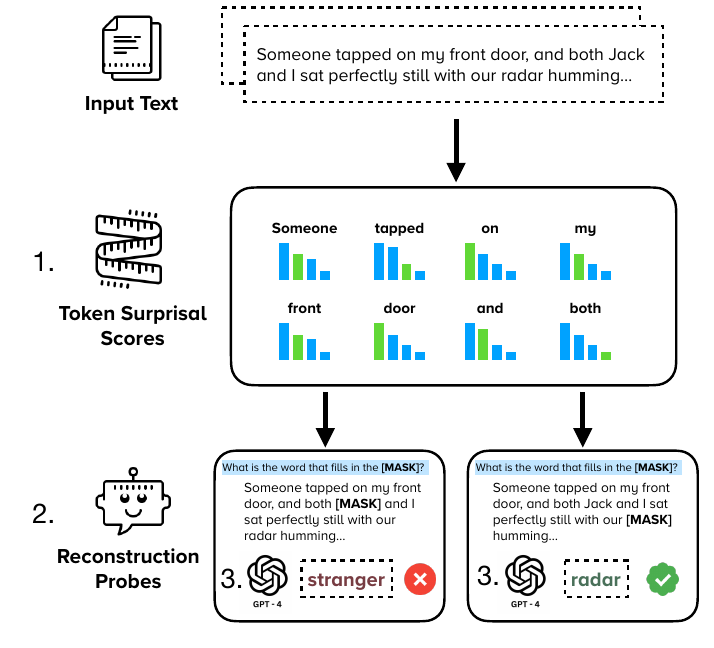 Someone tapped on my front door, and both Jack
and I sat perfectly still with our radar humming...
Input Text
1.
Token Surprisal
Scores
Someone tapped on my
front door and both
2.
Reconstruction
Probes
What is the word that fills in the [MASK]?
Someone tapped on my front
door, and both [MASK] and I
sat perfectly still with our
radar humming...
3.
GPT - 4
stranger
What is the word that fills in the [MASK]?
Someone tapped on my front
door, and both Jack and I sat
perfectly still with our [MASK]
humming...
3.
GPT - 4
radar